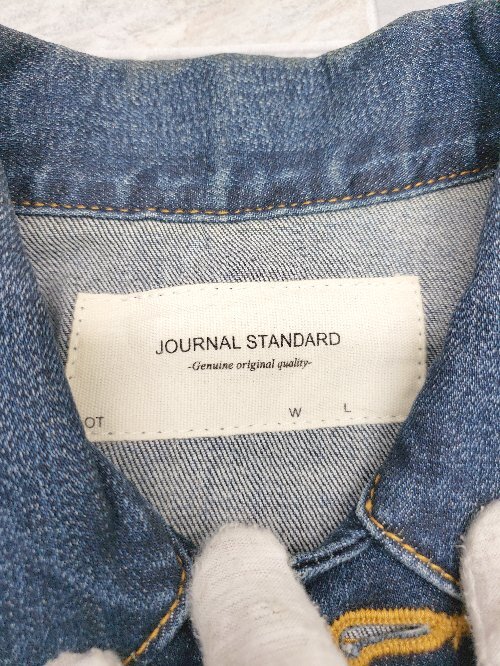 JOURNAL STANDARD
-Genuine original quality-
OT W L